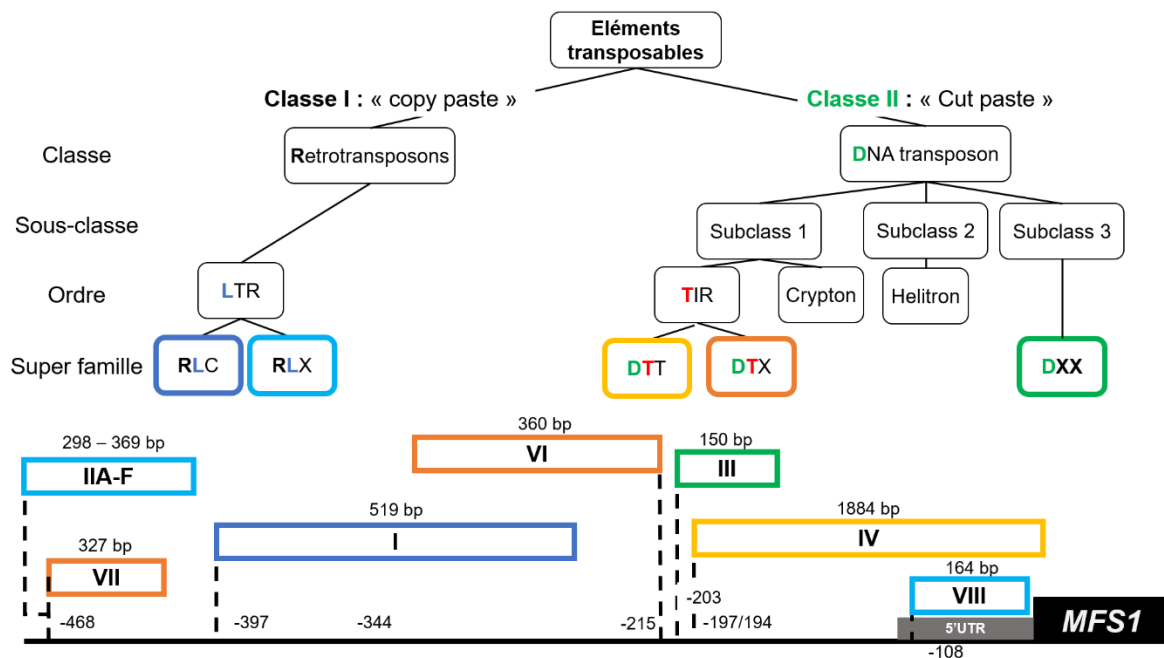 Eléments
transposables
Classe I : « copy paste »
Classe II : « Cut paste »
Classe
Retrotransposons
DNA transposon
Sous-classe
Subclass 1
Subclass 2
Subclass 3
Ordre
LTR
TIR
Crypton
Helitron
Super famille
RLC
RLX
DTT
DTX
DXX
298 – 369 bp
IIA-F
360 bp
VI
150 bp
III
519 bp
I
1884 bp
IV
327 bp
VII
164 bp
VIII
-468
-397
-344
-215
-203
-197/194
5'UTR
MFS1
-108